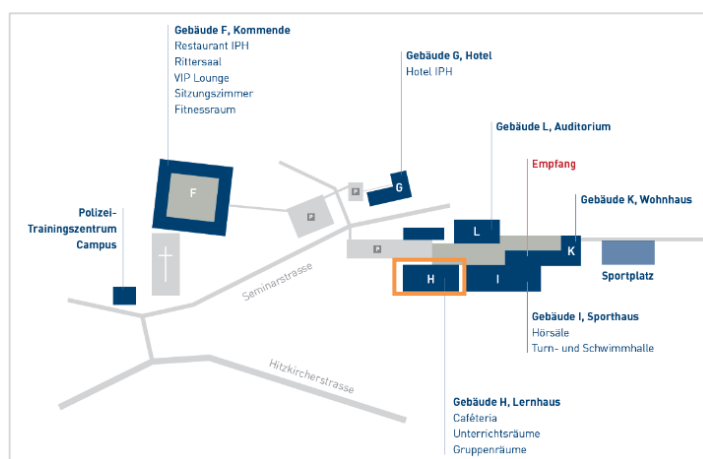 Gebäude F, Kommende
Restaurant IPH
Rittersaal
VIP Lounge
Sitzungszimmer
Fitnessraum
Gebäude G, Hotel
Hotel IPH
Gebäude L, Auditorium
Empfang
Gebäude K, Wohnhaus
Polizei-
Trainingszentrum
Campus
F
P
P
G
L
P
K
H
I
Sportplatz
Seminarstrasse
Hitzkircherstrasse
Gebäude I, Sporthaus
Hörsäle
Turn- und Schwimmhalle
Gebäude H, Lernhaus
Caféteria
Unterrichtsräume
Gruppenräume